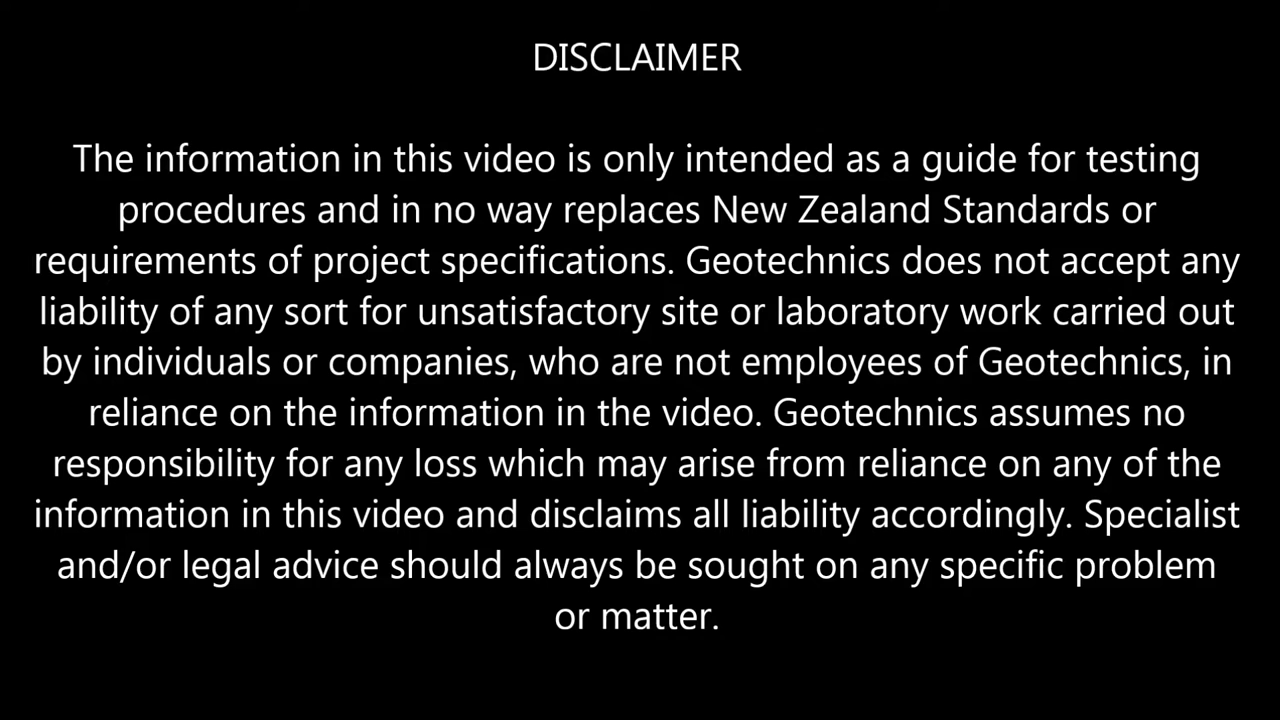 DISCLAIMER
The information in this video is only intended as a guide for testing
procedures and in no way replaces New Zealand Standards or
requirements of project specifications. Geotechnics does not accept any
liability of any sort for unsatisfactory site or laboratory work carried out
by individuals or companies, who are not employees of Geotechnics, in
reliance on the information in the video. Geotechnics assumes no
responsibility for any loss which may arise from reliance on any of the
information in this video and disclaims all liability accordingly. Specialist
and/or legal advice should always be sought on any specific problem
or matter.